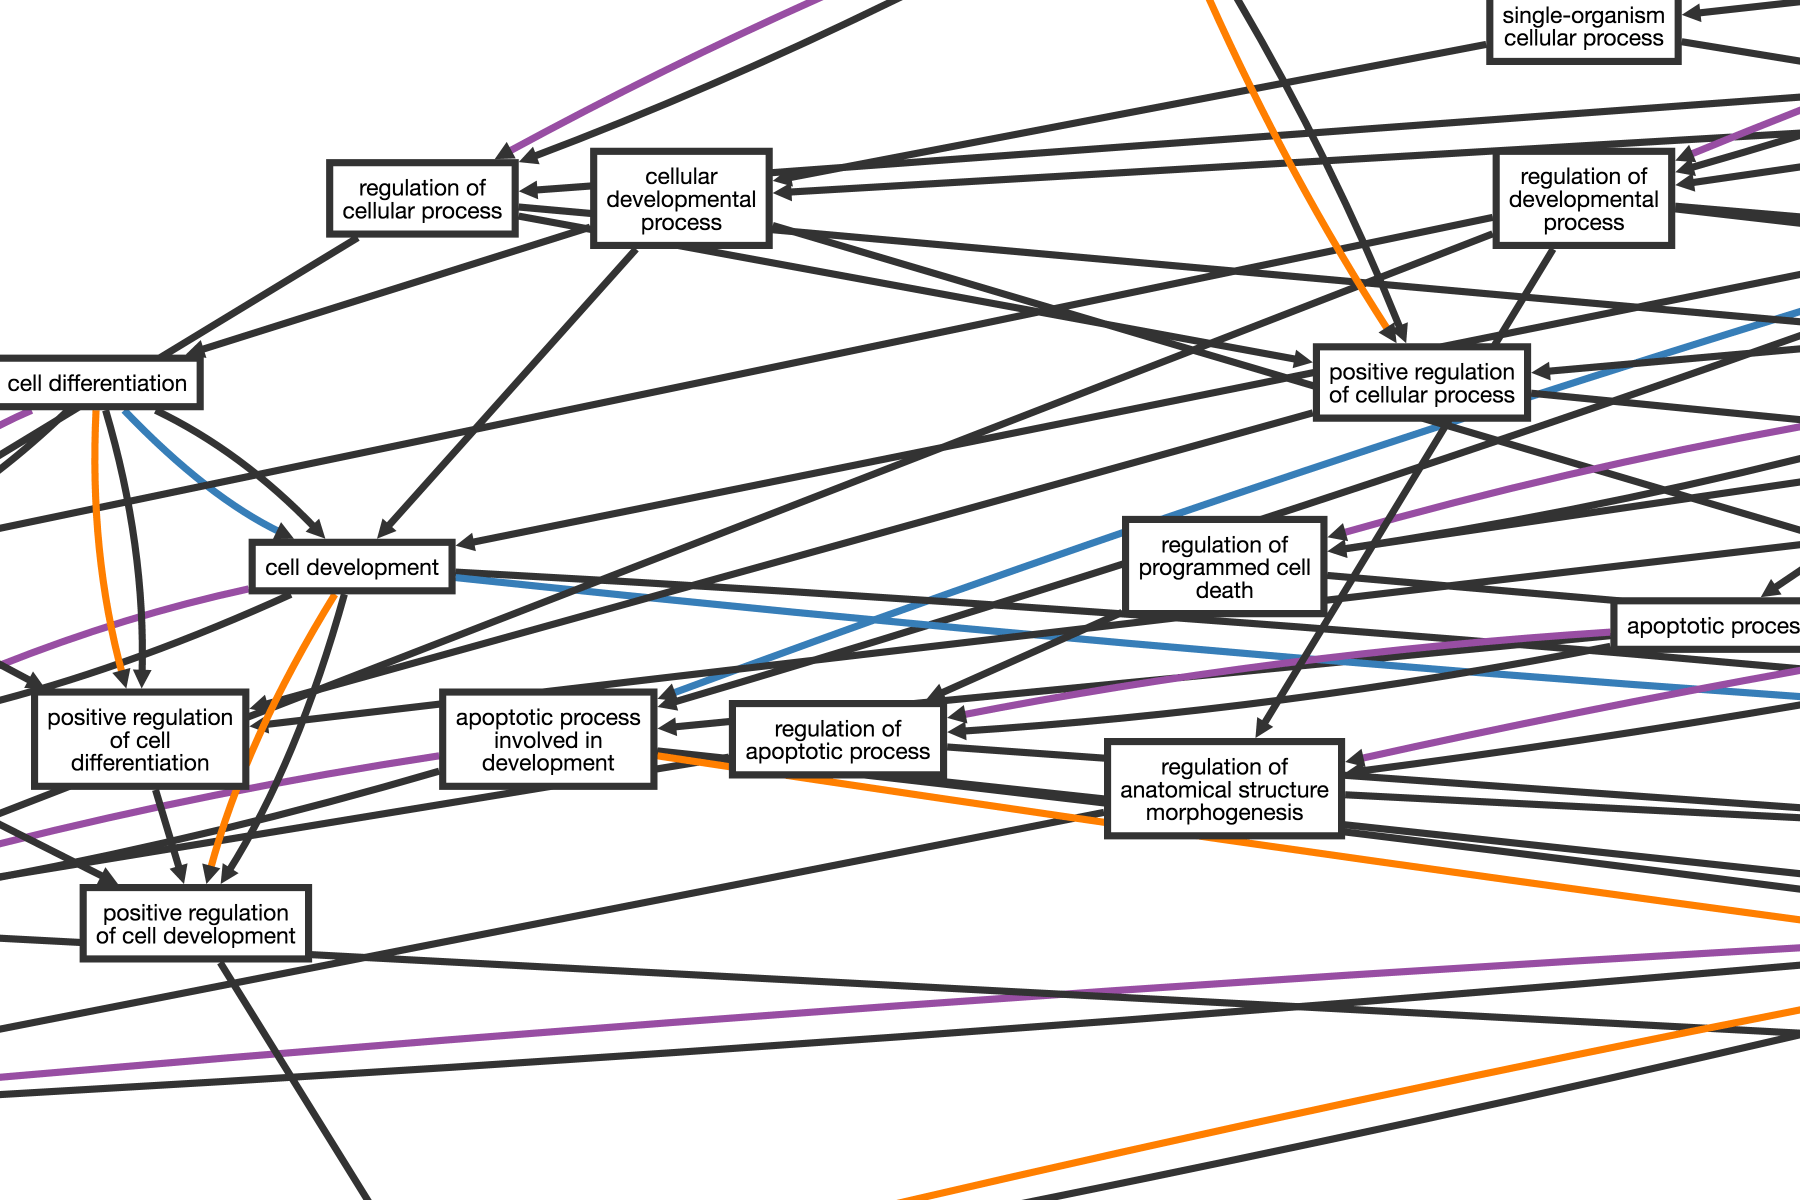 single-organism
cellular process
regulation of
cellular process
cellular
developmental
process
regulation of
developmental
process
cell differentiation
positive regulation
of cellular process
cell development
regulation of
programmed cell
death
apoptotic proces
positive regulation
of cell
differentiation
apoptotic process
involved in
development
regulation of
apoptotic process
regulation of
anatomical structure
morphogenesis
positive regulation
of cell development